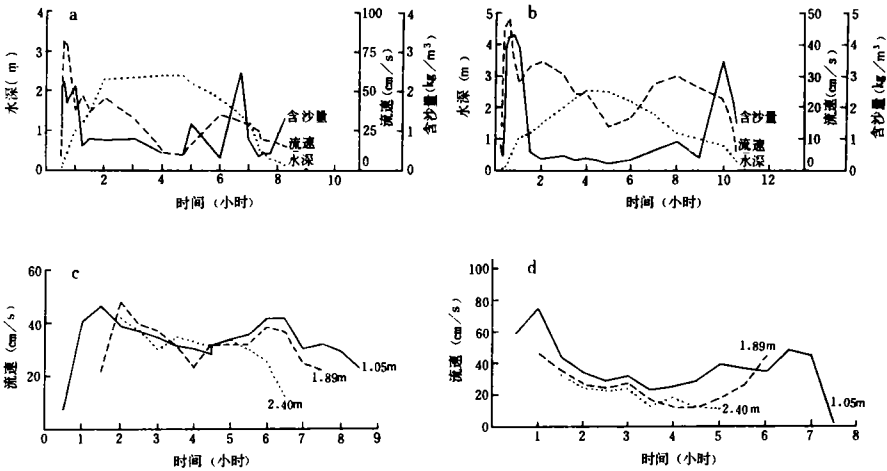 a
水深(m)
4
3
2
1
0
100
75
50
25
0
流速(cm/s)
4
3
2
1
0
含沙量(kg/m³)
含沙量
流速
水深
2 4 6 8 10
时间(小时)
b
水深(m)
5
4
3
2
1
0
50
40
30
20
10
0
流速(cm/s)
5
4
3
2
1
0
含沙量(kg/m³)
含沙量
流速
水深
2 4 6 8 10 12
时间(小时)
c
流速(cm/s)
60
40
20
1.05m
1.89m
2.40m
0 1 2 3 4 5 6 7 8 9
时间(小时)
d
流速(cm/s)
100
80
60
40
20
0
1.89m
2.40m
1.05m
1 2 3 4 5 6 7 8
时间(小时)